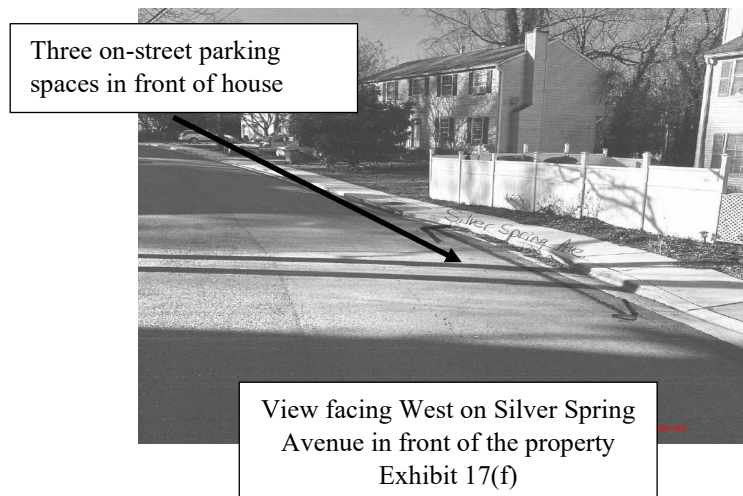 Three on-street parking
spaces in front of house
Silver Spring Ave
View facing West on Silver Spring
Avenue in front of the property
Exhibit 17(f)